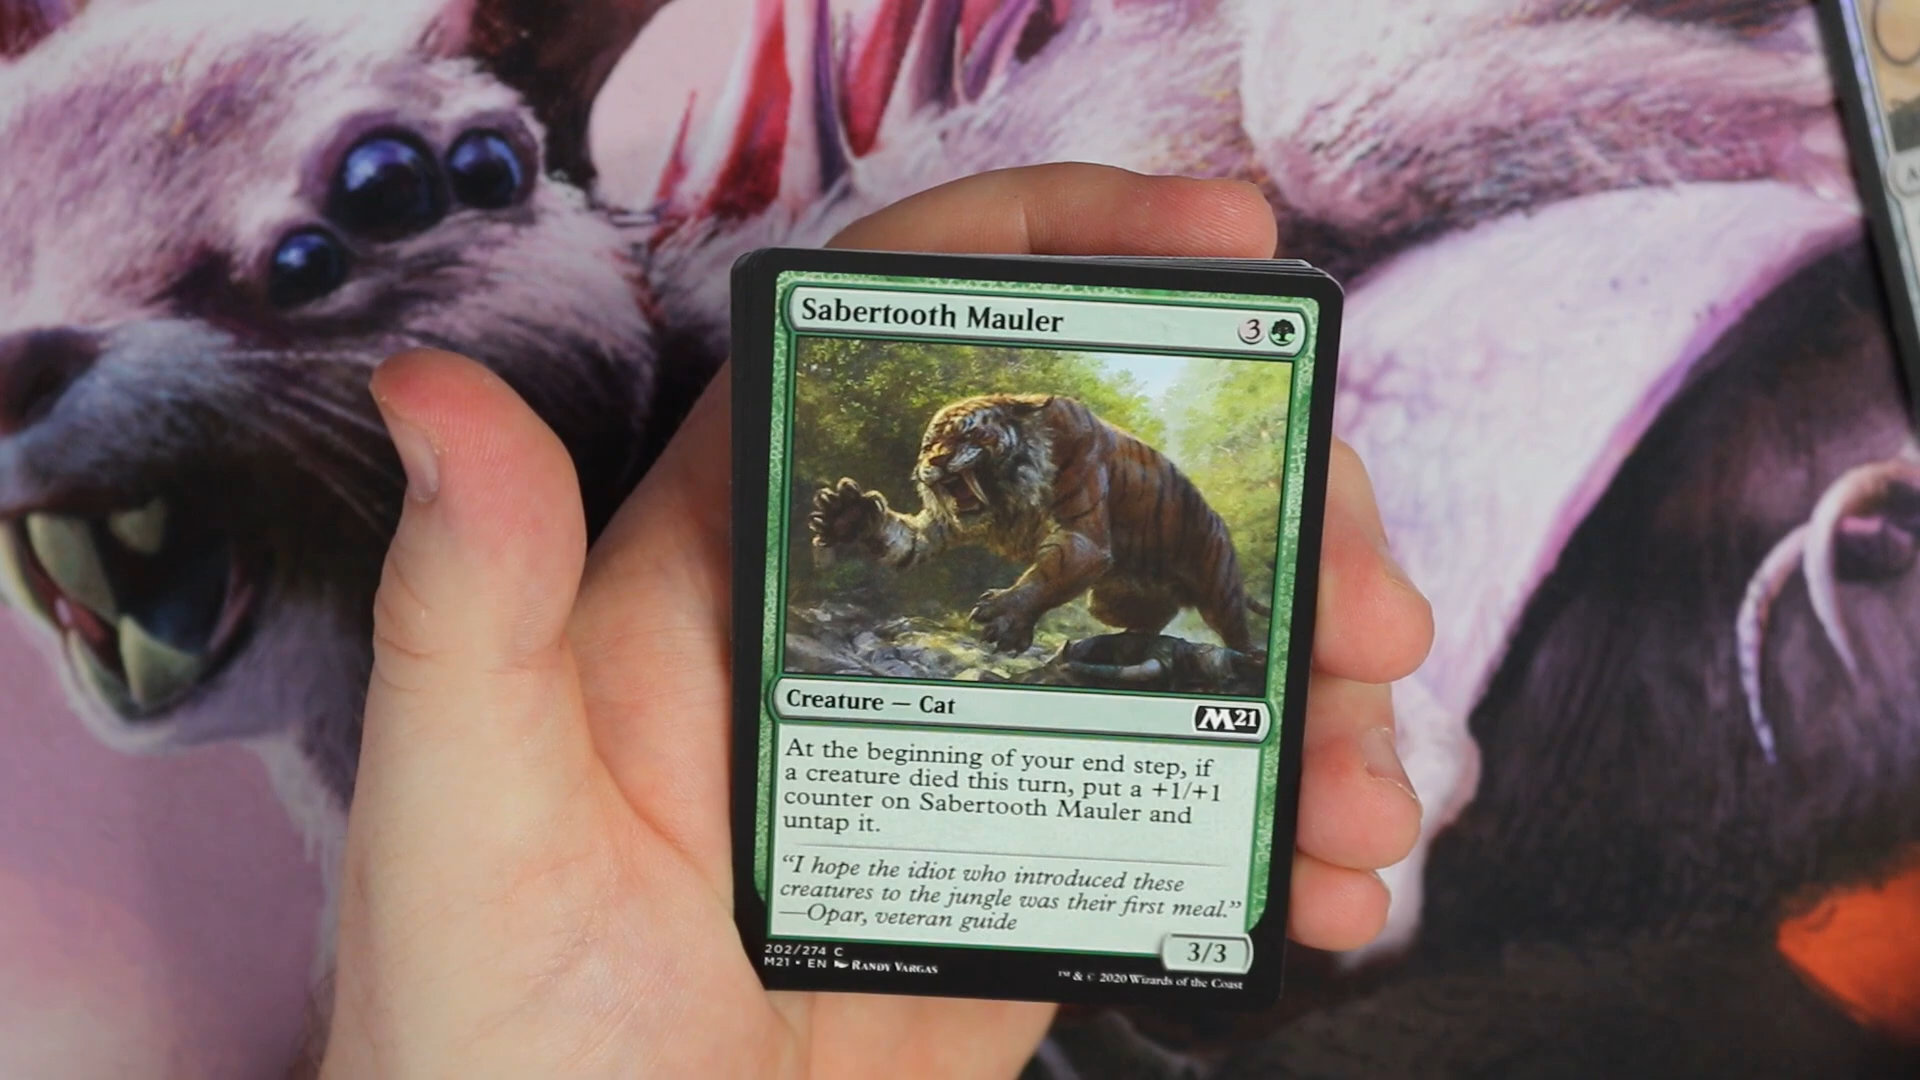 Sabertooth Mauler 3
Creature — Cat M21
At the beginning of your end step, if
a creature died this turn, put a +1/+1
counter on Sabertooth Mauler and
untap it.
“I hope the idiot who introduced these
creatures to the jungle was their first meal.”
—Opar, veteran guide
3/3
202/274 C
M21 • EN Randy Vargas
™ & © 2020 Wizards of the Coast
A